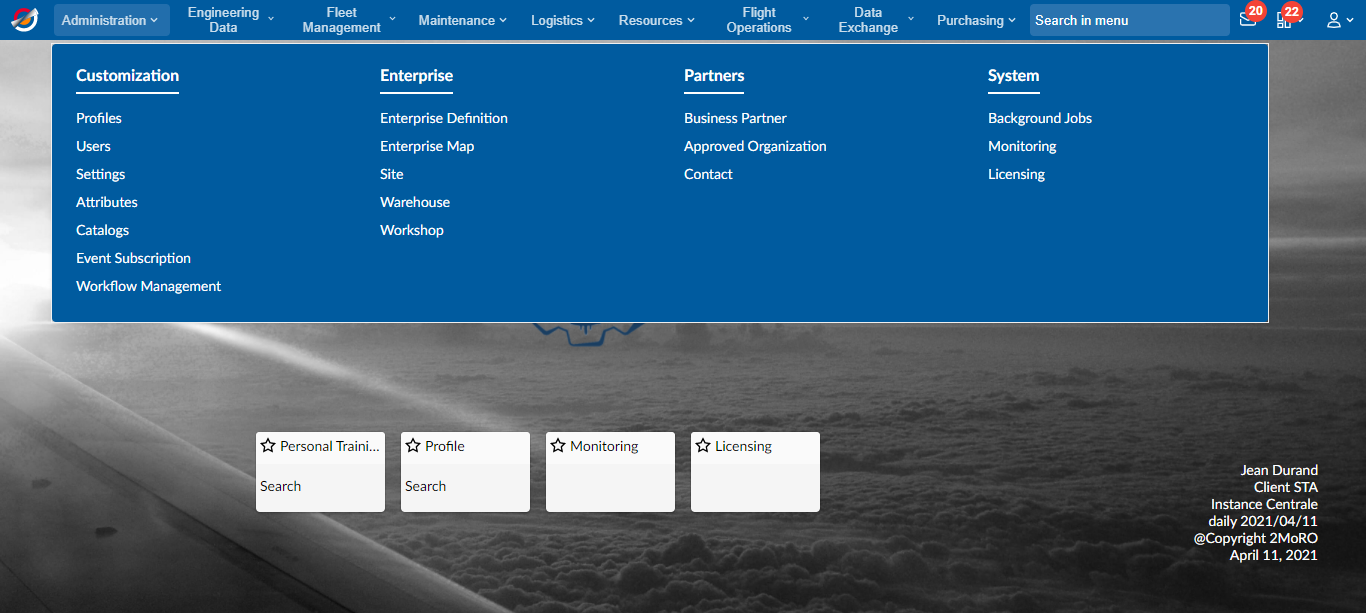 Administration
Engineering
Data
Fleet
Management
Maintenance
Logistics
Resources
Flight
Operations
Data
Exchange
Purchasing
Search in menu
20
22
Customization
Profiles
Users
Settings
Attributes
Catalogs
Event Subscription
Workflow Management
Enterprise
Enterprise Definition
Enterprise Map
Site
Warehouse
Workshop
Partners
Business Partner
Approved Organization
Contact
System
Background Jobs
Monitoring
Licensing
Personal Traini...
Search
Profile
Search
Monitoring
Licensing
Jean Durand
Client STA
Instance Centrale
daily 2021/04/11
@Copyright 2MoRO
April 11, 2021